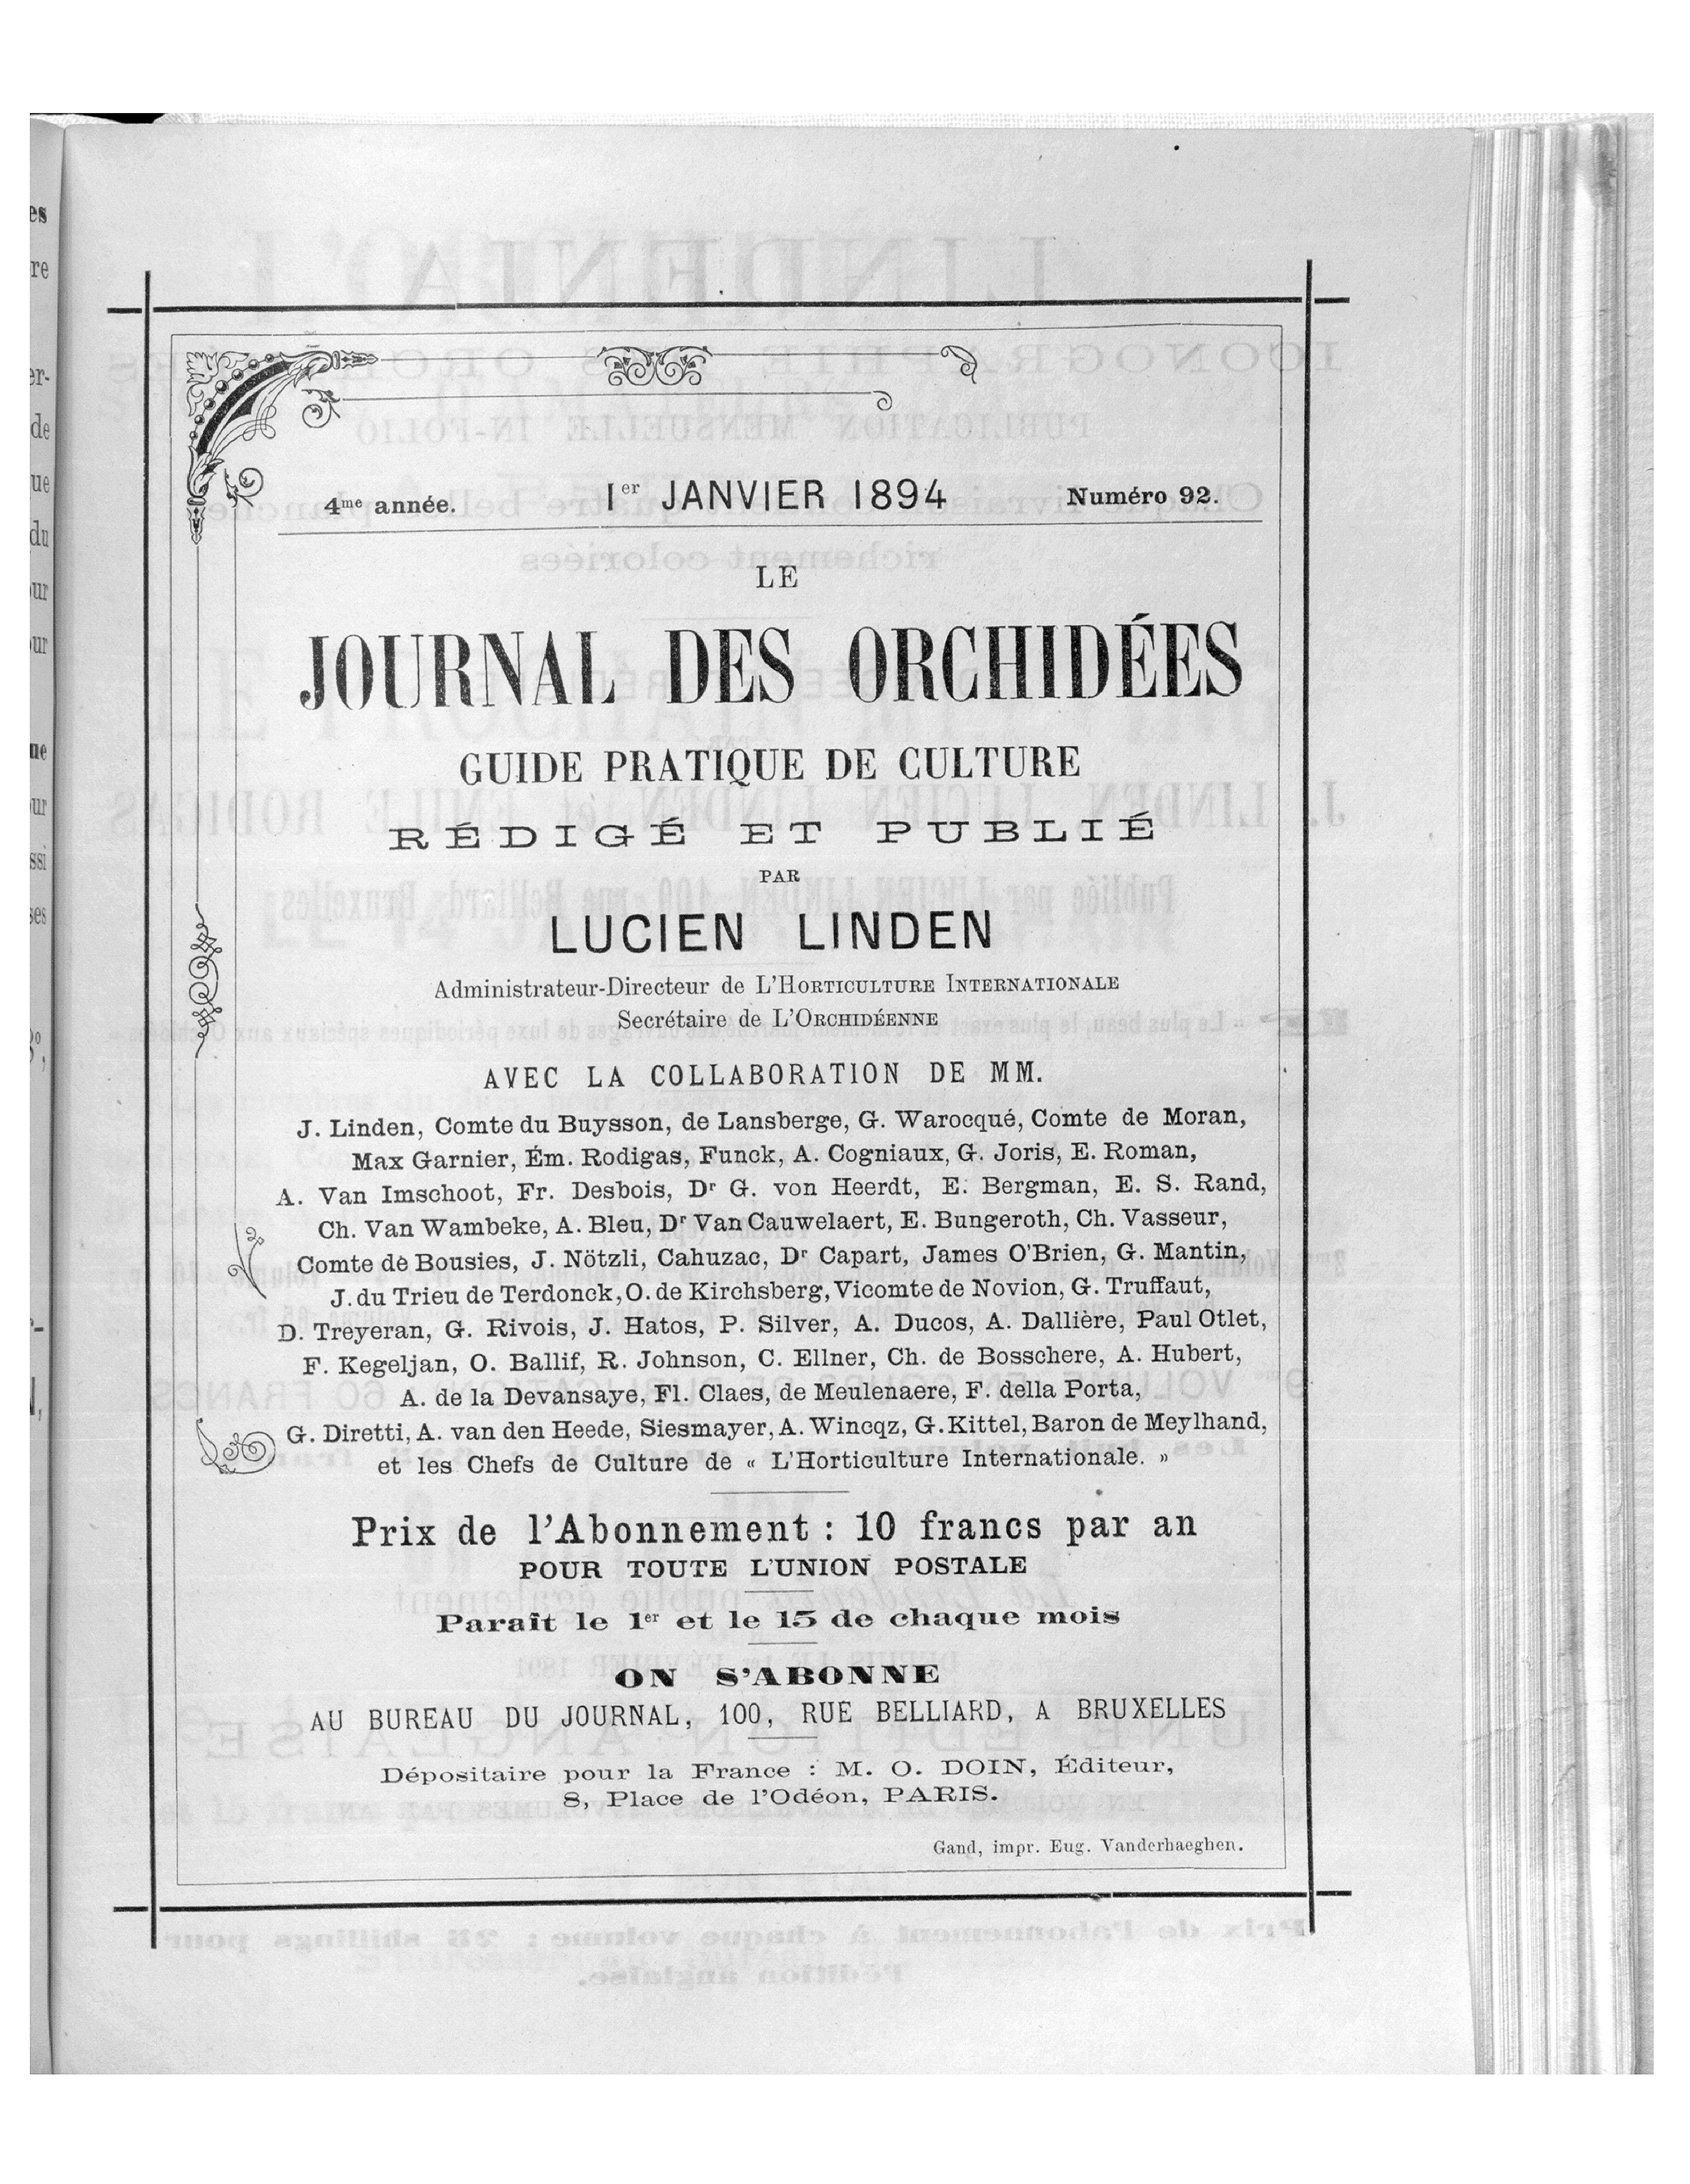 4me année. 1er JANVIER 1894 Numéro 92.
LE
JOURNAL DES ORCHIDÉES
GUIDE PRATIQUE DE CULTURE
RÉDIGÉ ET PUBLIÉ
PAR
LUCIEN LINDEN
Administrateur-Directeur de L'HORTICULTURE INTERNATIONALE
Secrétaire de L'ORCHIDÉENNE
AVEC LA COLLABORATION DE MM.
J. Linden, Comte du Buysson, de Lansberge, G. Warocqué, Comte de Moran,
Max Garnier, Ém. Rodigas, Funck, A. Cogniaux, G. Joris, E. Roman,
A. Van Imschoot, Fr. Desbois, Dr G. von Heerdt, E. Bergman, E. S. Rand,
Ch. Van Wambeke, A. Bleu, Dr Van Cauwelaert, E. Bungeroth, Ch. Vasseur,
Comte de Bousies, J. Nötzli, Cahuzac, Dr Capart, James O'Brien, G. Mantin,
J. du Trieu de Terdonck, O. de Kirchsberg, Vicomte de Novion, G. Truffaut,
D. Treyeran, G. Rivois, J. Hatos, P. Silver, A. Ducos, A. Dallière, Paul Otlet,
F. Kegeljan, O. Ballif, R. Johnson, C. Ellner, Ch. de Bosschere, A. Hubert,
A. de la Devansaye, Fl. Claes, de Meulenaere, F. della Porta,
G. Diretti, A. van den Heede, Siesmayer, A. Wincqz, G. Kittel, Baron de Meylhand,
et les Chefs de Culture de « L'Horticulture Internationale. »
Prix de l'Abonnement : 10 francs par an
POUR TOUTE L'UNION POSTALE
Paraît le 1er et le 15 de chaque mois
ON S'ABONNE
AU BUREAU DU JOURNAL, 100, RUE BELLIARD, A BRUXELLES
Dépositaire pour la France : M. O. DOIN, Éditeur,
8, Place de l'Odéon, PARIS.
Gand, impr. Eug. Vanderhaeghen.